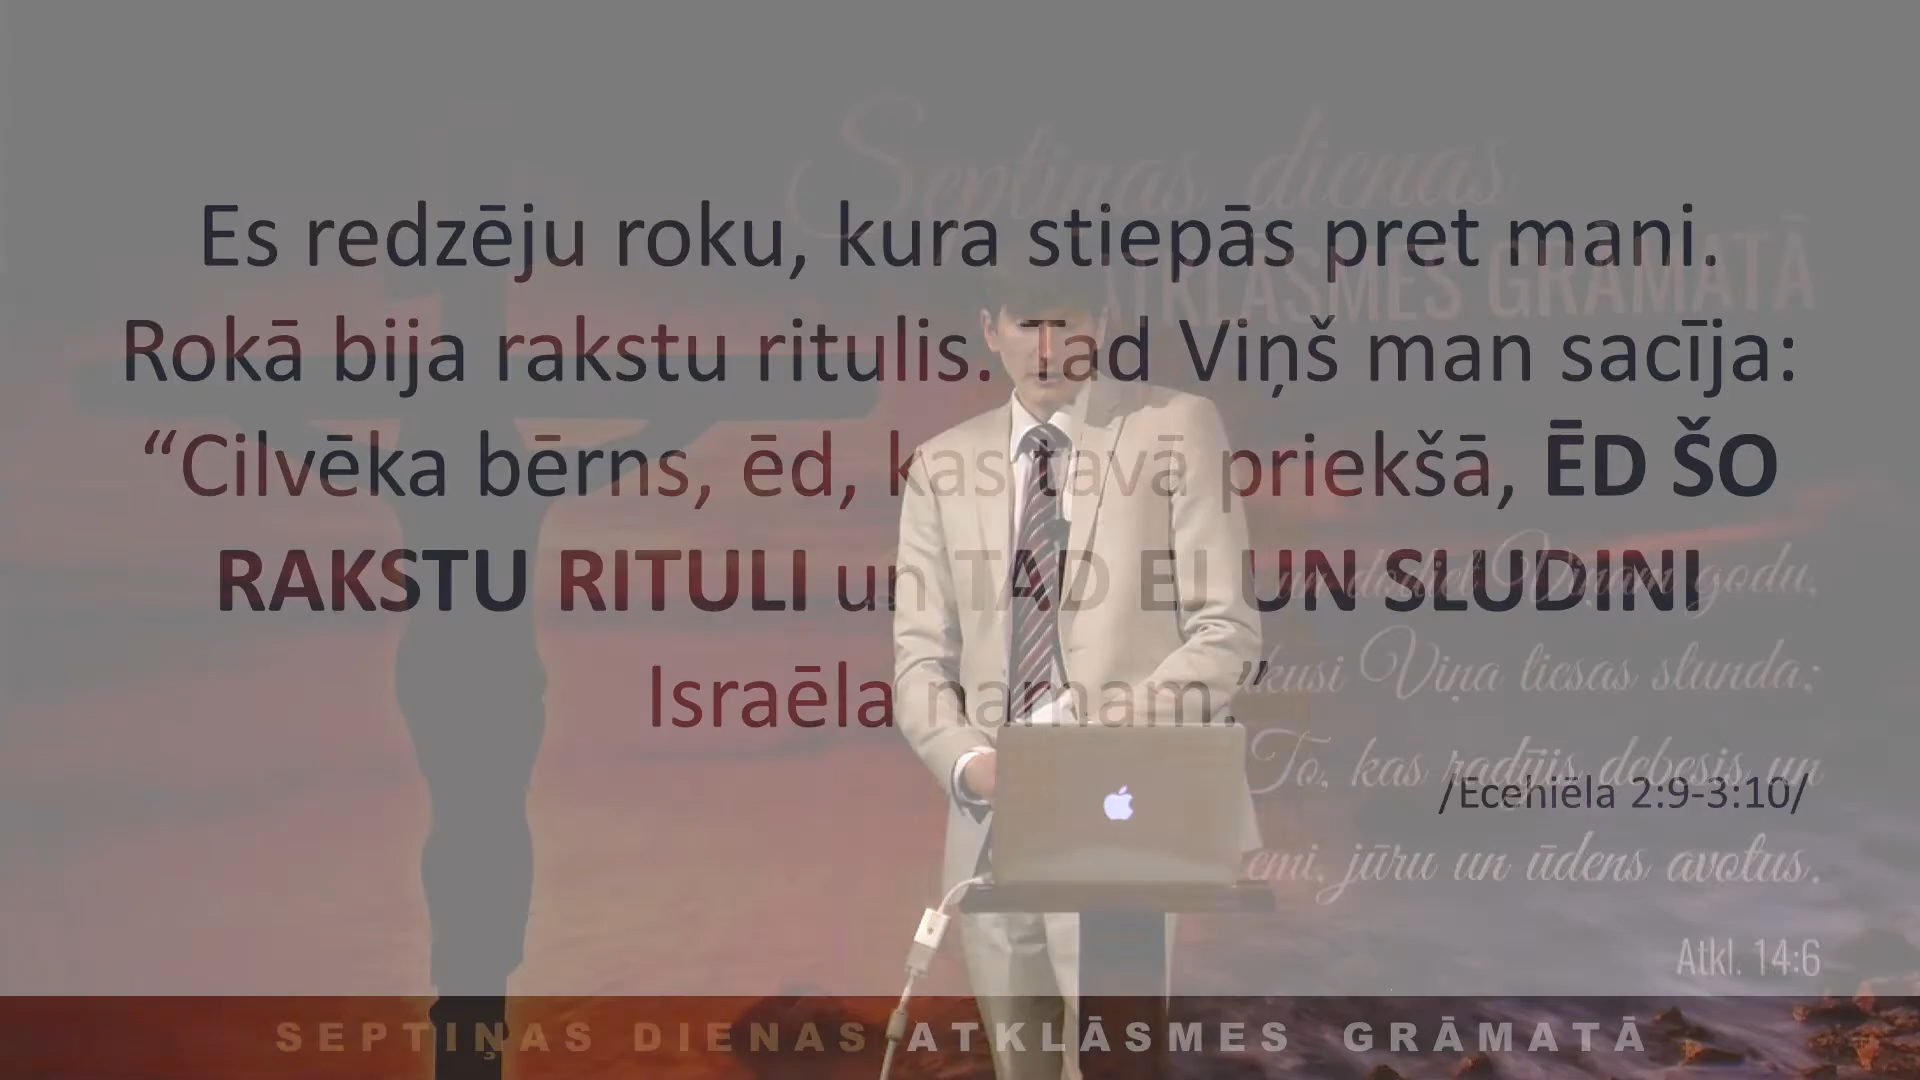 Septiņas dienas
ATKLĀSMES GRĀMATĀ
Es redzēju roku, kura stiepās pret mani.
Rokā bija rakstu ritulis. Tad Viņš man sacīja:
“Cilvēka bērns, ēd, kas tavā priekšā, ĒD ŠO
RAKSTU RITULI un TAD EJ UN SLUDINI
Israēla namam.”
/Ecehiēla 2:9-3:10/
un dodiet Viņam godu,
Viņa tiesas stunda;
To, kas radījis debesis un
jūru un ūdens avotus.
Atkl. 14:6
SEPTIŅAS DIENAS ATKLĀSMES GRĀMATĀ